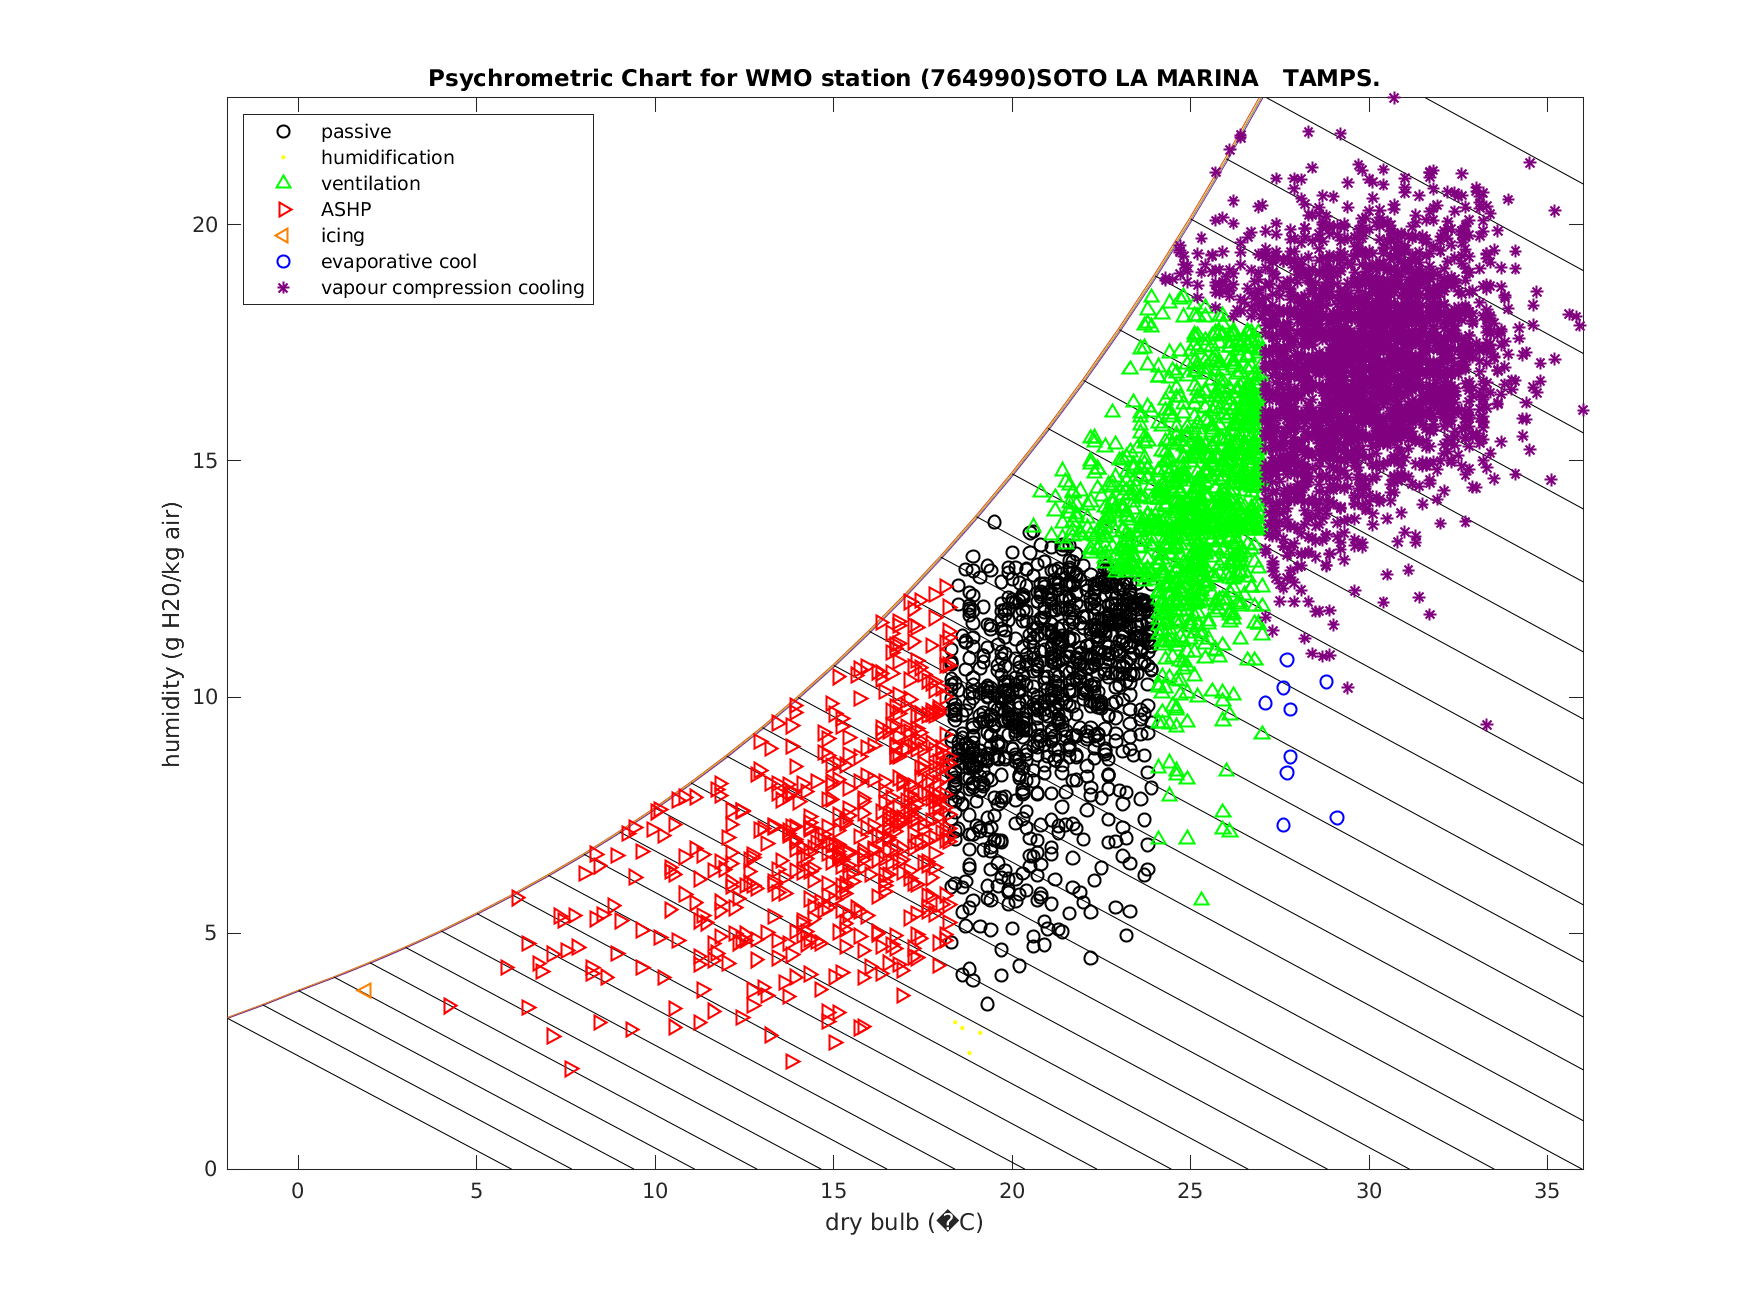 Psychrometric Chart for WMO station (764990)SOTO LA MARINA   TAMPS.
passive
humidification
ventilation
ASHP
icing
evaporative cool
vapour compression cooling
20
15
10
5
0
humidity (g H20/kg air)
0 5 10 15 20 25 30 35
dry bulb (�C)